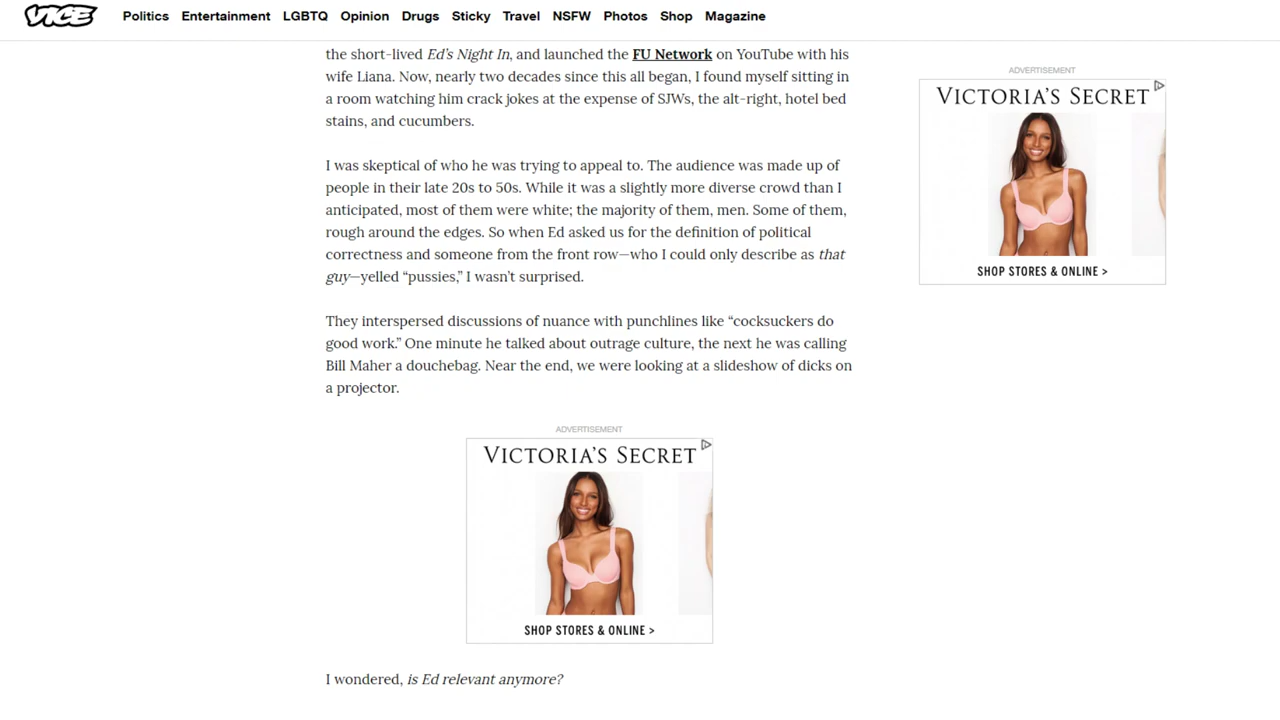 VICE
Politics Entertainment LGBTQ Opinion Drugs Sticky Travel NSFW Photos Shop Magazine
the short-lived Ed's Night In, and launched the FU Network on YouTube with his
wife Liana. Now, nearly two decades since this all began, I found myself sitting in
a room watching him crack jokes at the expense of SJWs, the alt-right, hotel bed
stains, and cucumbers.
I was skeptical of who he was trying to appeal to. The audience was made up of
people in their late 20s to 50s. While it was a slightly more diverse crowd than I
anticipated, most of them were white; the majority of them, men. Some of them,
rough around the edges. So when Ed asked us for the definition of political
correctness and someone from the front row—who I could only describe as that
guy—yelled “pussies,” I wasn't surprised.
They interspersed discussions of nuance with punchlines like “cocksuckers do
good work.” One minute he talked about outrage culture, the next he was calling
Bill Maher a douchebag. Near the end, we were looking at a slideshow of dicks on
a projector.
ADVERTISEMENT
VICTORIA'S SECRET
SHOP STORES & ONLINE >
I wondered, is Ed relevant anymore?
ADVERTISEMENT
VICTORIA'S SECRET
SHOP STORES & ONLINE >